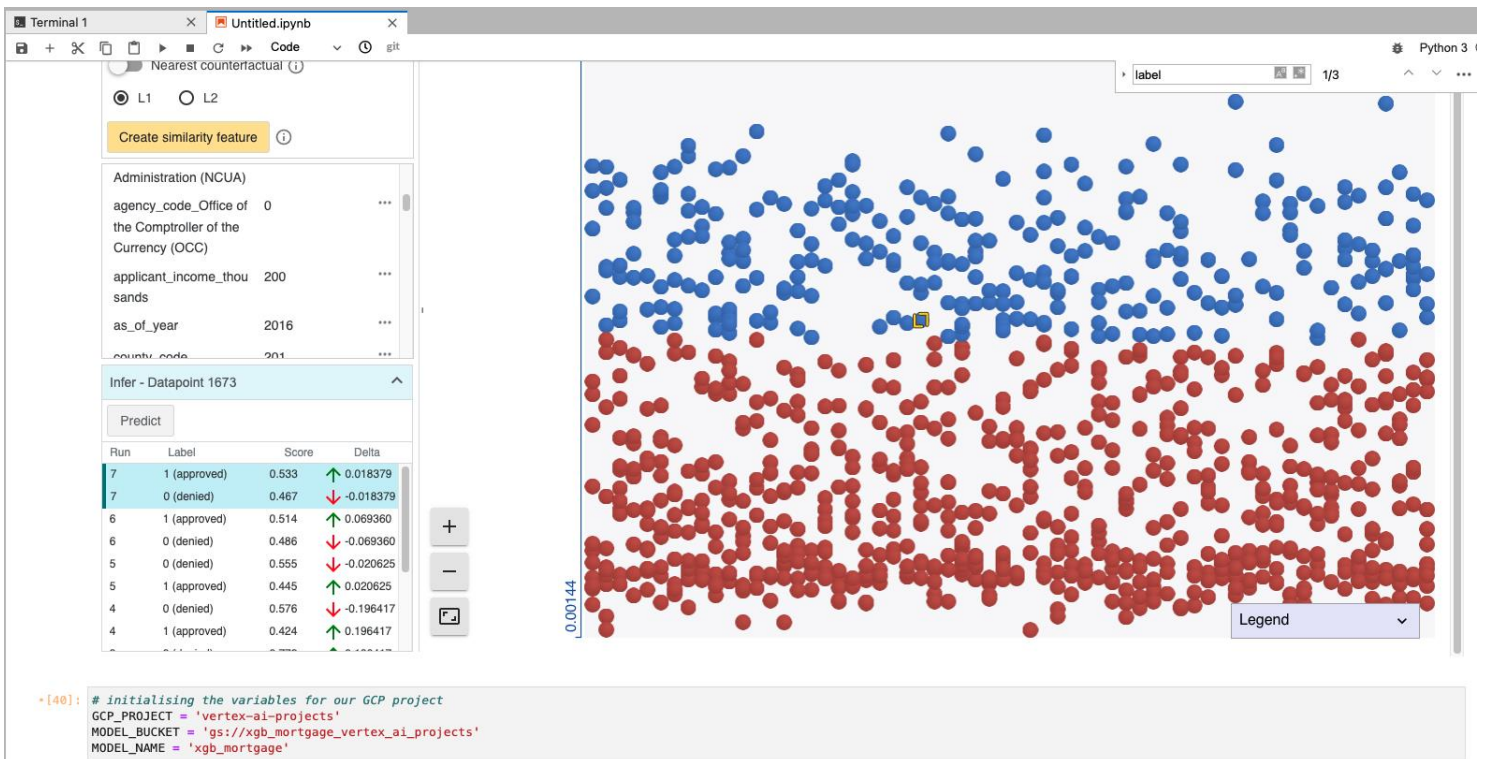 Terminal 1
Untitled.ipynb
Code
git
Python 3
Nearest counterfactual
label
1/3
L1
L2
Create similarity feature
Administration (NCUA)
agency_code_Office of 0
the Comptroller of the
Currency (OCC)
applicant_income_thou 200
sands
as_of_year 2016
county_code 201
Infer - Datapoint 1673
Predict
Run Label Score Delta
7 1 (approved) 0.533 0.018379
7 0 (denied) 0.467 -0.018379
6 1 (approved) 0.514 0.069360
6 0 (denied) 0.486 -0.069360
5 0 (denied) 0.555 -0.020625
5 1 (approved) 0.445 0.020625
4 0 (denied) 0.576 -0.196417
4 1 (approved) 0.424 0.196417
0.00144
Legend
[40]: # initialising the variables for our GCP project
GCP_PROJECT = 'vertex-ai-projects'
MODEL_BUCKET = 'gs://xgb_mortgage_vertex_ai_projects'
MODEL_NAME = 'xgb_mortgage'